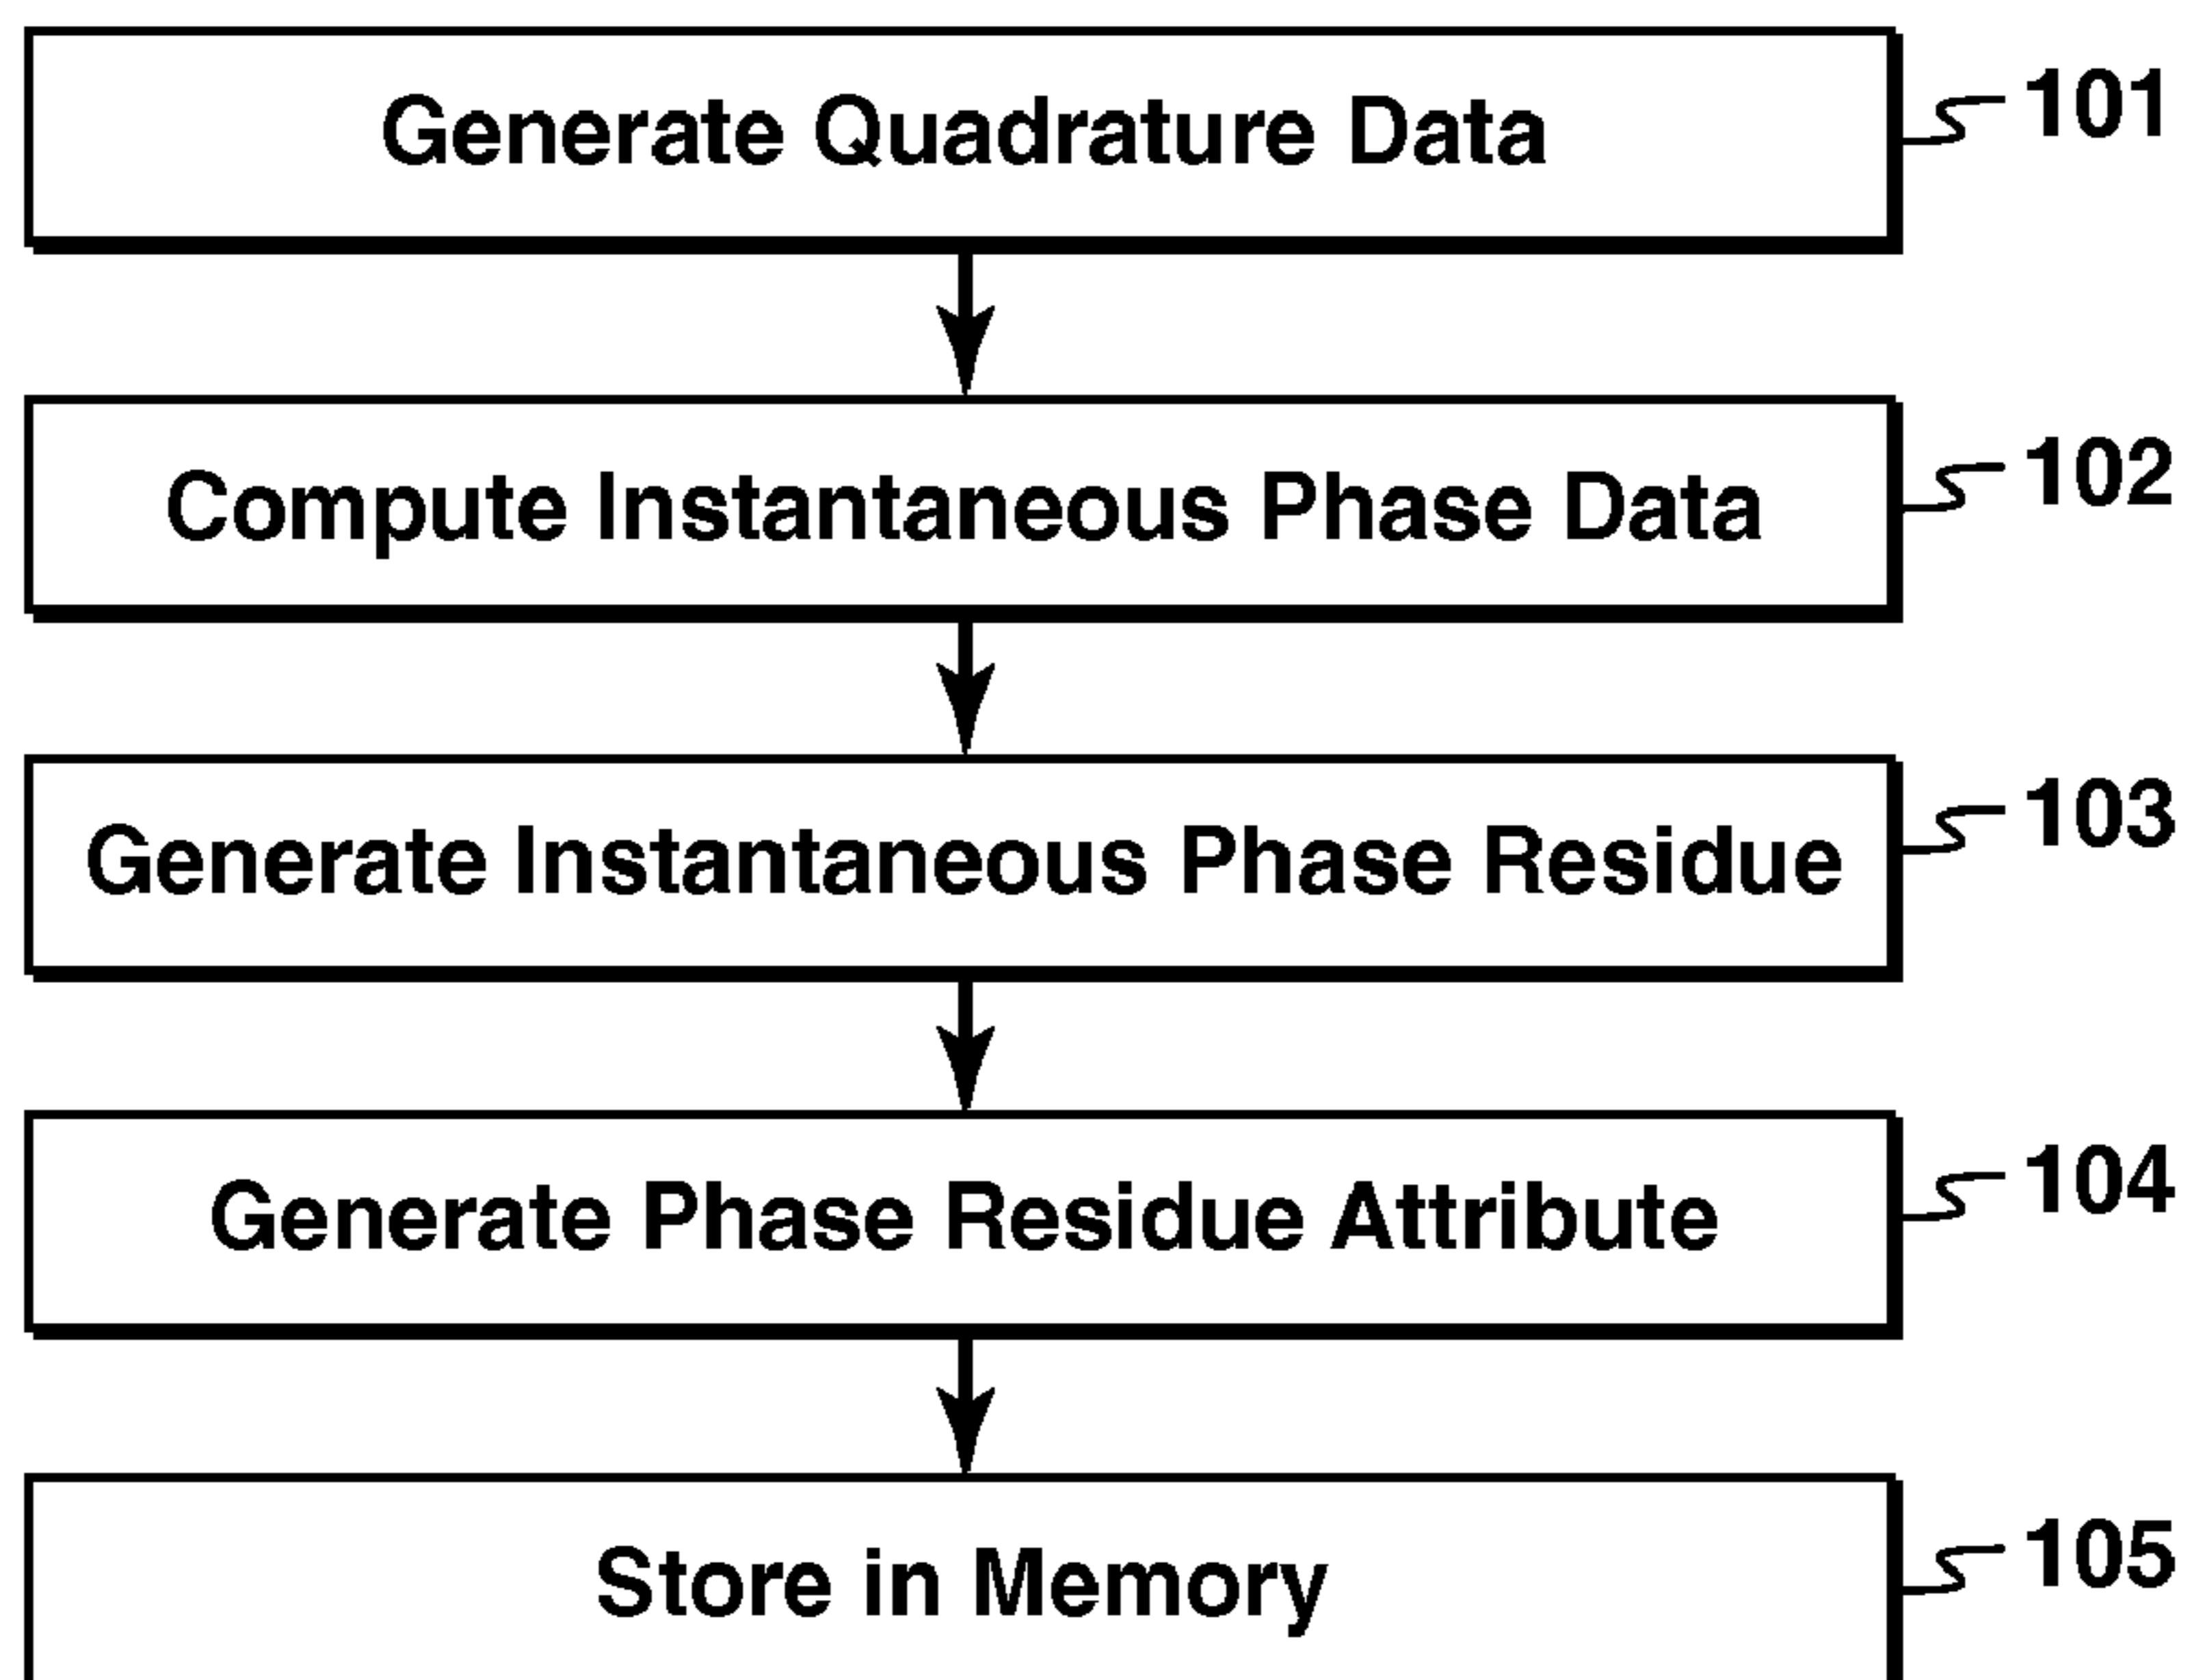 Generate Quadrature Data
101
Compute Instantaneous Phase Data
102
Generate Instantaneous Phase Residue
103
Generate Phase Residue Attribute
104
Store in Memory
105